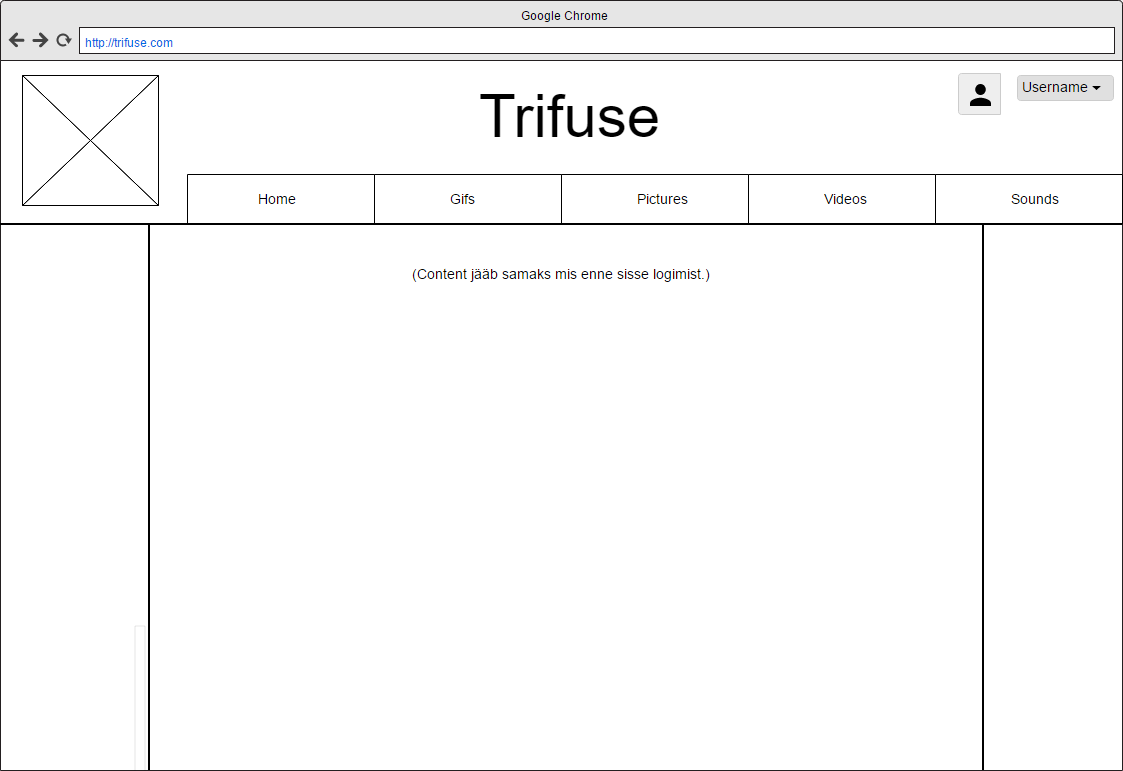 Google Chrome
http://trifuse.com
Trifuse
Username
Home
Gifs
Pictures
Videos
Sounds
(Content jääb samaks mis enne sisse logimist.)